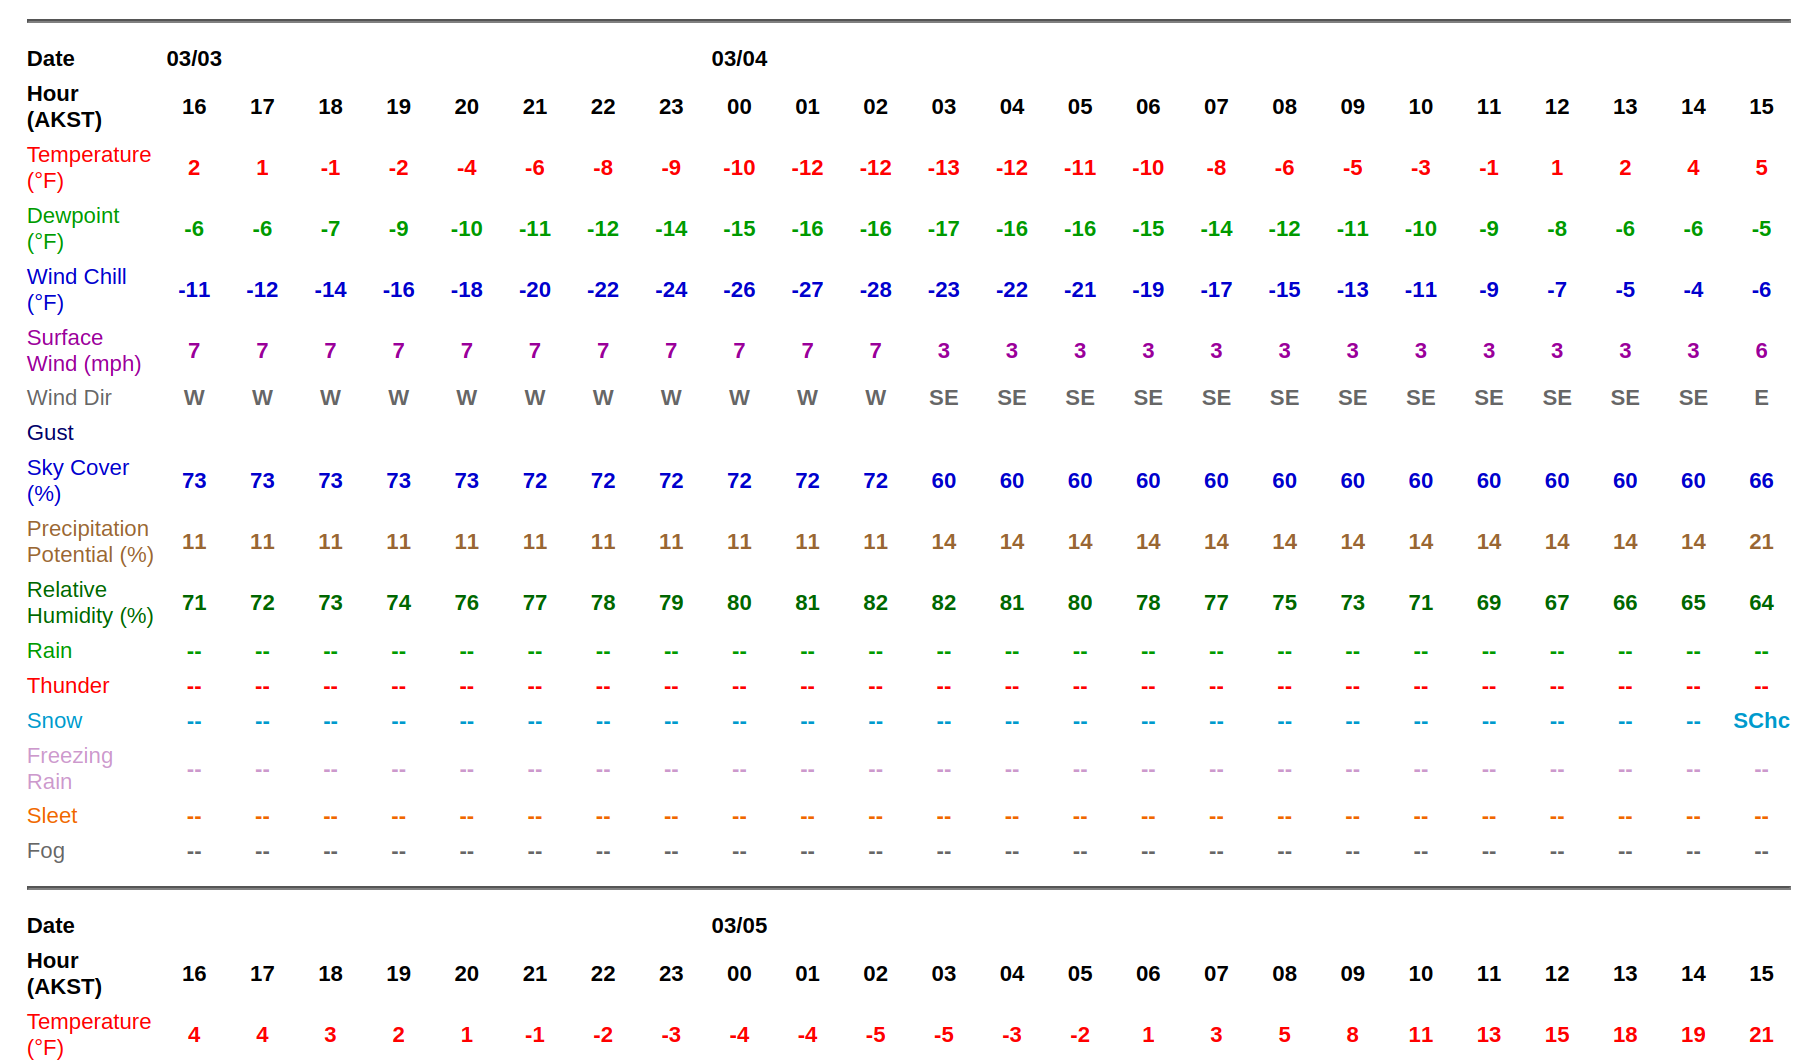 Date 03/03 03/04
Hour (AKST) 16 17 18 19 20 21 22 23 00 01 02 03 04 05 06 07 08 09 10 11 12 13 14 15
Temperature (°F) 2 1 -1 -2 -4 -6 -8 -9 -10 -12 -12 -13 -12 -11 -10 -8 -6 -5 -3 -1 1 2 4 5
Dewpoint (°F) -6 -6 -7 -9 -10 -11 -12 -14 -15 -16 -16 -17 -16 -16 -15 -14 -12 -11 -10 -9 -8 -6 -6 -5
Wind Chill (°F) -11 -12 -14 -16 -18 -20 -22 -24 -26 -27 -28 -23 -22 -21 -19 -17 -15 -13 -11 -9 -7 -5 -4 -6
Surface Wind (mph) 7 7 7 7 7 7 7 7 7 7 7 3 3 3 3 3 3 3 3 3 3 3 3 6
Wind Dir W W W W W W W W W W W SE SE SE SE SE SE SE SE SE SE SE SE E
Gust
Sky Cover (%) 73 73 73 73 73 72 72 72 72 72 72 60 60 60 60 60 60 60 60 60 60 60 60 66
Precipitation Potential (%) 11 11 11 11 11 11 11 11 11 11 11 14 14 14 14 14 14 14 14 14 14 14 14 21
Relative Humidity (%) 71 72 73 74 76 77 78 79 80 81 82 82 81 80 78 77 75 73 71 69 67 66 65 64
Rain -- -- -- -- -- -- -- -- -- -- -- -- -- -- -- -- -- -- -- -- -- -- -- --
Thunder -- -- -- -- -- -- -- -- -- -- -- -- -- -- -- -- -- -- -- -- -- -- -- --
Snow -- -- -- -- -- -- -- -- -- -- -- -- -- -- -- -- -- -- -- -- -- -- -- SChc
Freezing Rain -- -- -- -- -- -- -- -- -- -- -- -- -- -- -- -- -- -- -- -- -- -- -- --
Sleet -- -- -- -- -- -- -- -- -- -- -- -- -- -- -- -- -- -- -- -- -- -- -- --
Fog -- -- -- -- -- -- -- -- -- -- -- -- -- -- -- -- -- -- -- -- -- -- -- --
Date 03/05
Hour (AKST) 16 17 18 19 20 21 22 23 00 01 02 03 04 05 06 07 08 09 10 11 12 13 14 15
Temperature (°F) 4 4 3 2 1 -1 -2 -3 -4 -4 -5 -5 -3 -2 1 3 5 8 11 13 15 18 19 21